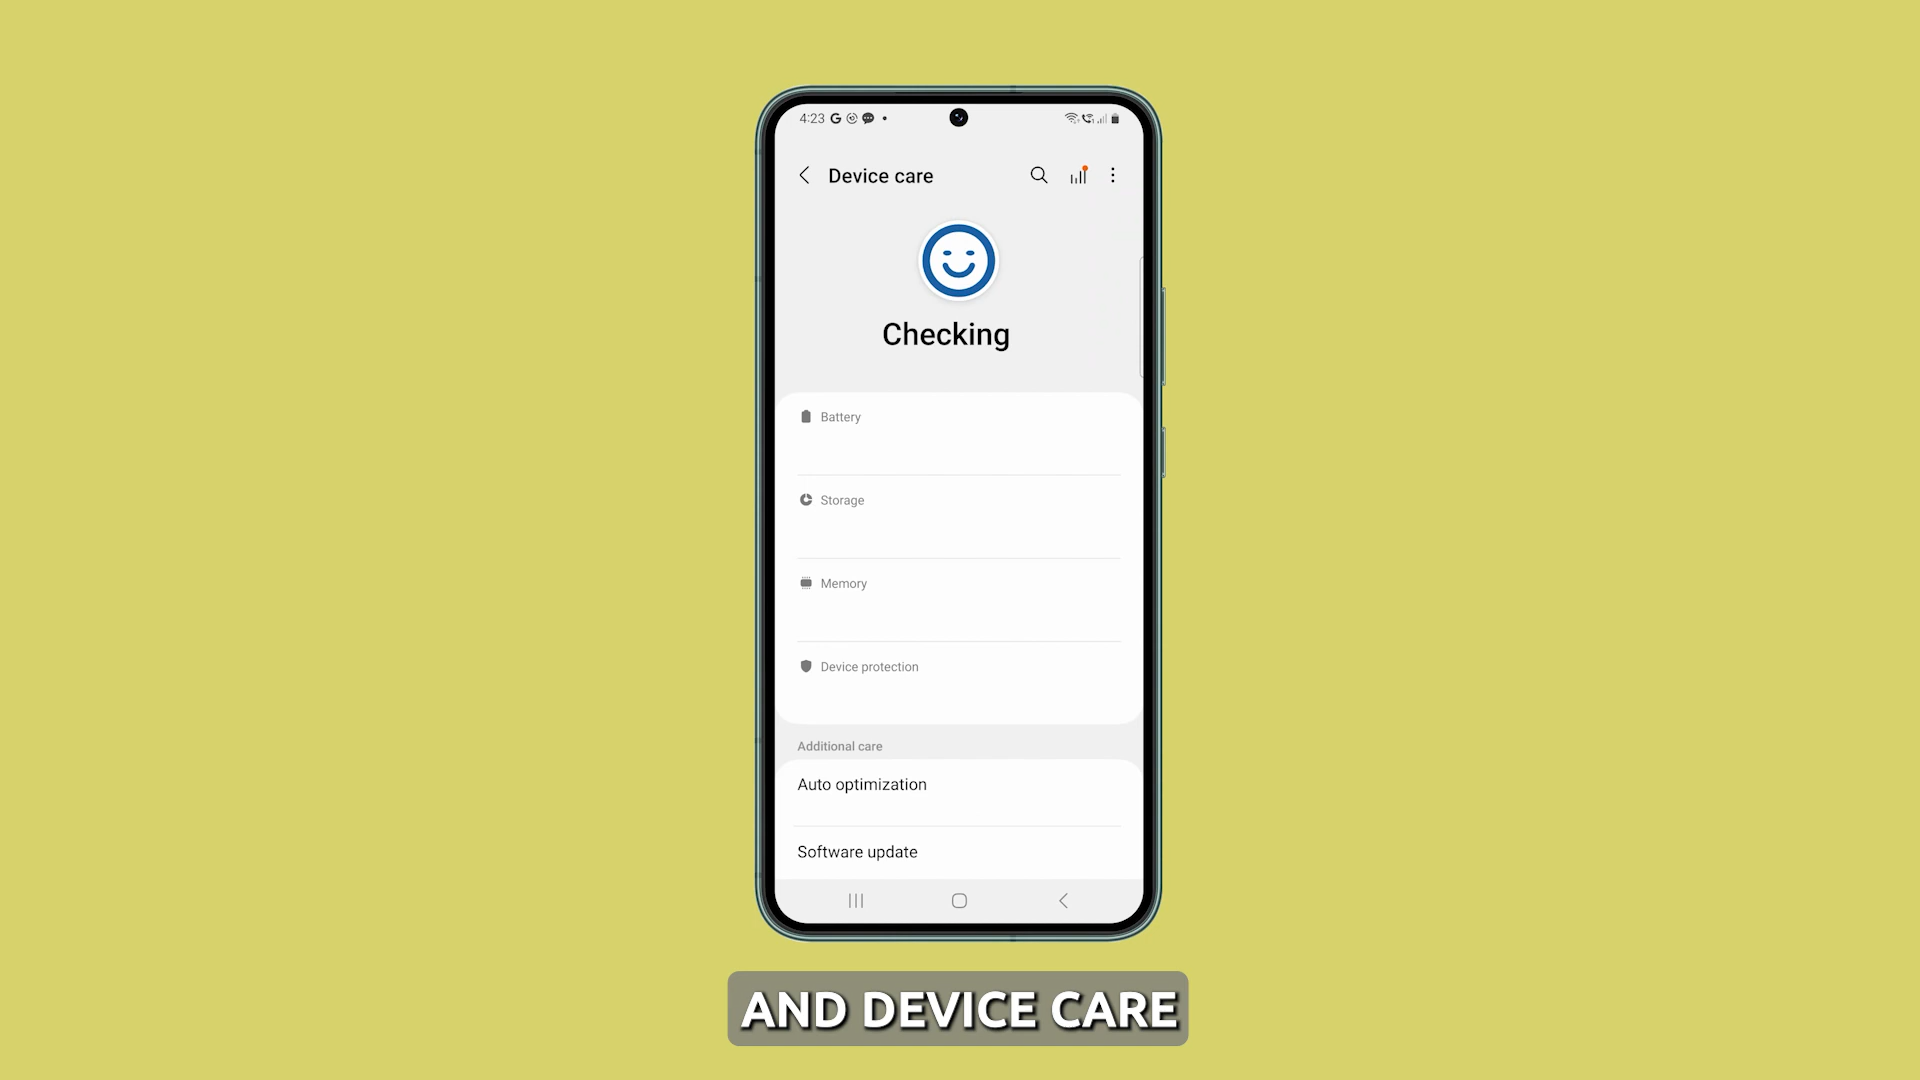 4:23
Device care
Checking
Battery
Storage
Memory
Device protection
Additional care
Auto optimization
Software update
AND DEVICE CARE